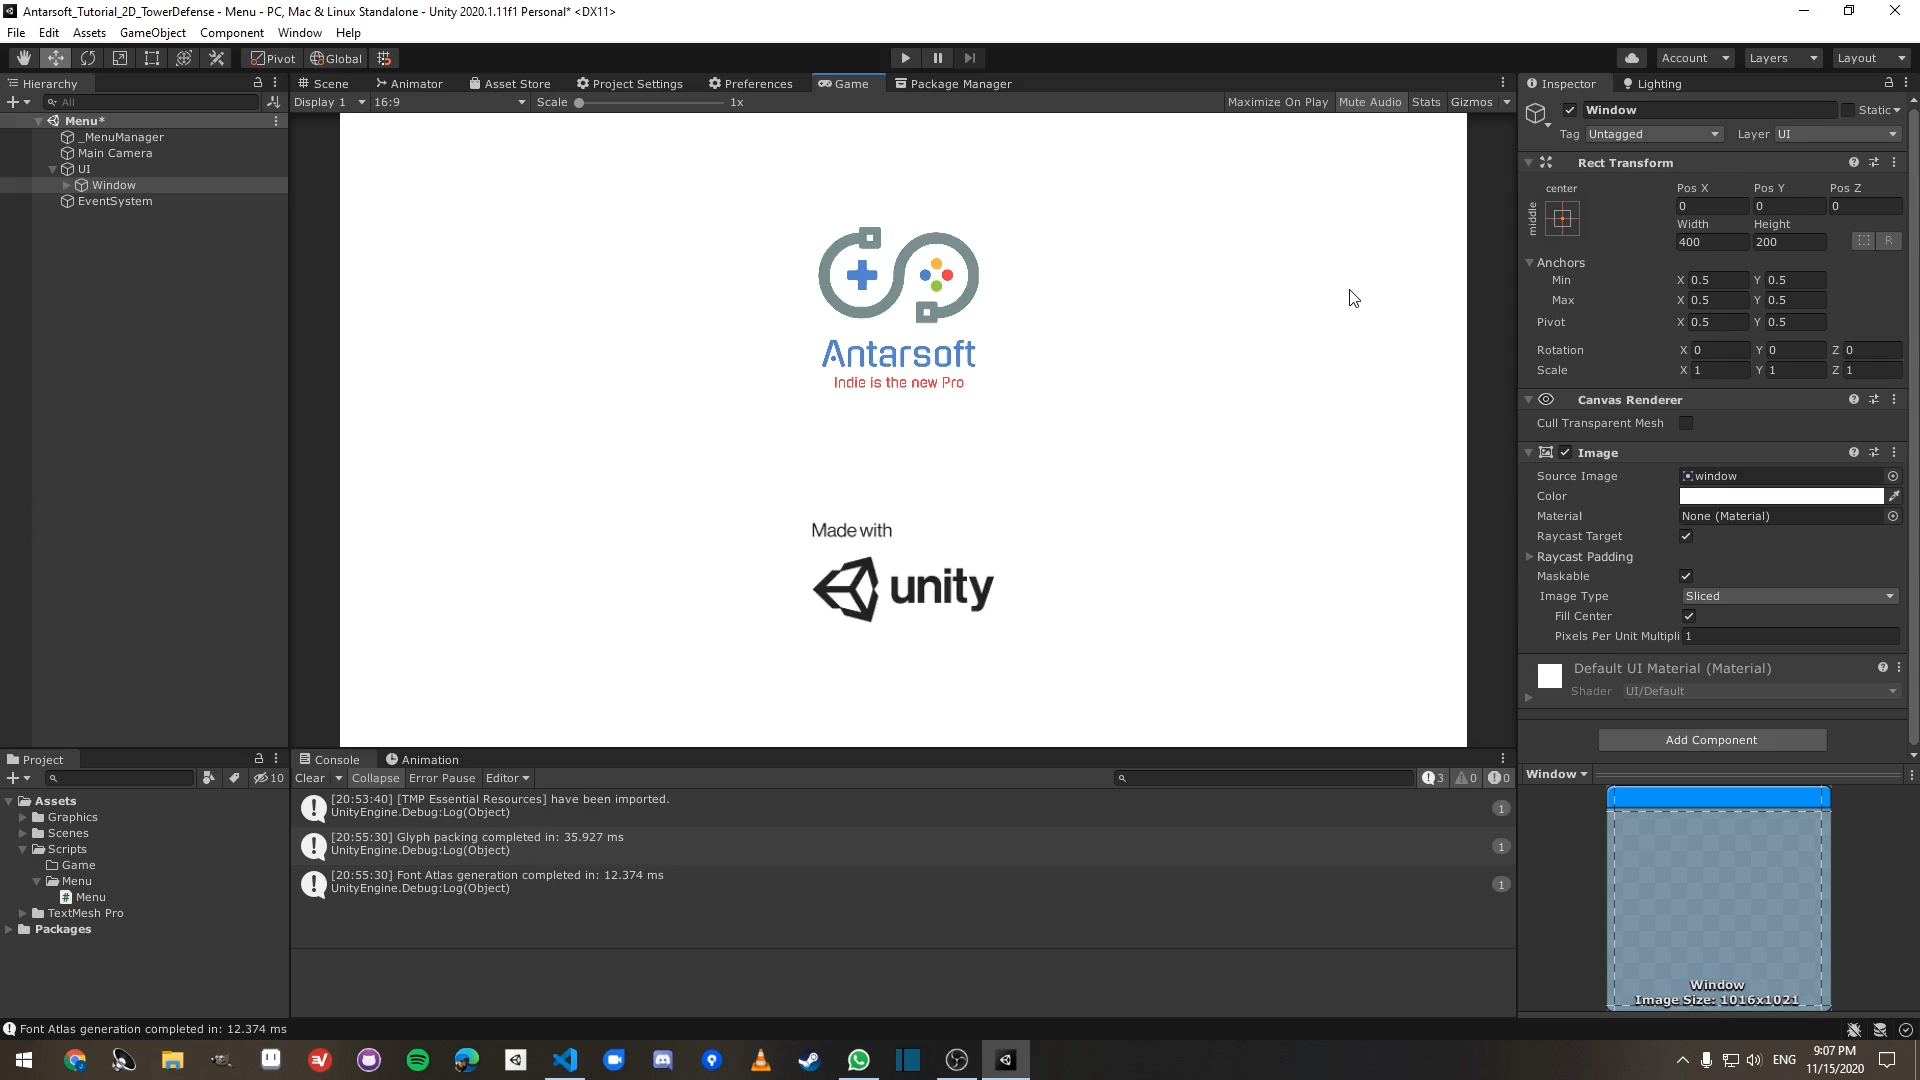 Antarsoft_Tutorial_2D_TowerDefense - Menu - PC, Mac & Linux Standalone - Unity 2020.1.11f1 Personal* <DX11>
File Edit Assets GameObject Component Window Help
Pivot Global Account Layers Layout
Hierarchy
All
Menu*
_MenuManager
Main Camera
UI
Window
EventSystem
Scene Animator Asset Store Project Settings Preferences Game Package Manager
Display 1 16:9 Scale 1x Maximize On Play Mute Audio Stats Gizmos
Antarsoft
Indie is the new Pro
Made with
unity
Inspector Lighting
Window Static
Tag Untagged Layer UI
Rect Transform
center Pos X Pos Y Pos Z
middle
0 0 0
Width Height
400 200 R
Anchors
Min X 0.5 Y 0.5
Max X 0.5 Y 0.5
Pivot X 0.5 Y 0.5
Rotation X 0 Y 0 Z 0
Scale X 1 Y 1 Z 1
Canvas Renderer
Cull Transparent Mesh
Image
Source Image window
Color
Material None (Material)
Raycast Target
Raycast Padding
Maskable
Image Type Sliced
Fill Center
Pixels Per Unit Multipli 1
Default UI Material (Material)
Shader UI/Default
Add Component
Window
Window
Image Size: 1016x1021
Project
10
Assets
Graphics
Scenes
Scripts
Game
Menu
# Menu
TextMesh Pro
Packages
Console Animation
Clear Collapse Error Pause Editor 3 0 0
[20:53:40] [TMP Essential Resources] have been imported.
UnityEngine.Debug:Log(Object)
1
[20:55:30] Glyph packing completed in: 35.927 ms
UnityEngine.Debug:Log(Object)
1
[20:55:30] Font Atlas generation completed in: 12.374 ms
UnityEngine.Debug:Log(Object)
1
Font Atlas generation completed in: 12.374 ms
ENG
9:07 PM
11/15/2020